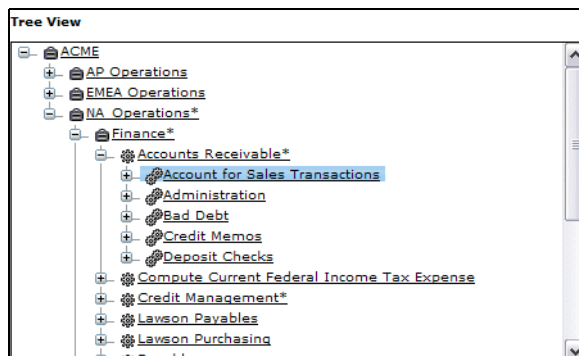 Tree View
ACME
AP Operations
EMEA Operations
NA Operations*
Finance*
Accounts Receivable*
Account for Sales Transactions
Administration
Bad Debt
Credit Memos
Deposit Checks
Compute Current Federal Income Tax Expense
Credit Management*
Lawson Payables
Lawson Purchasing